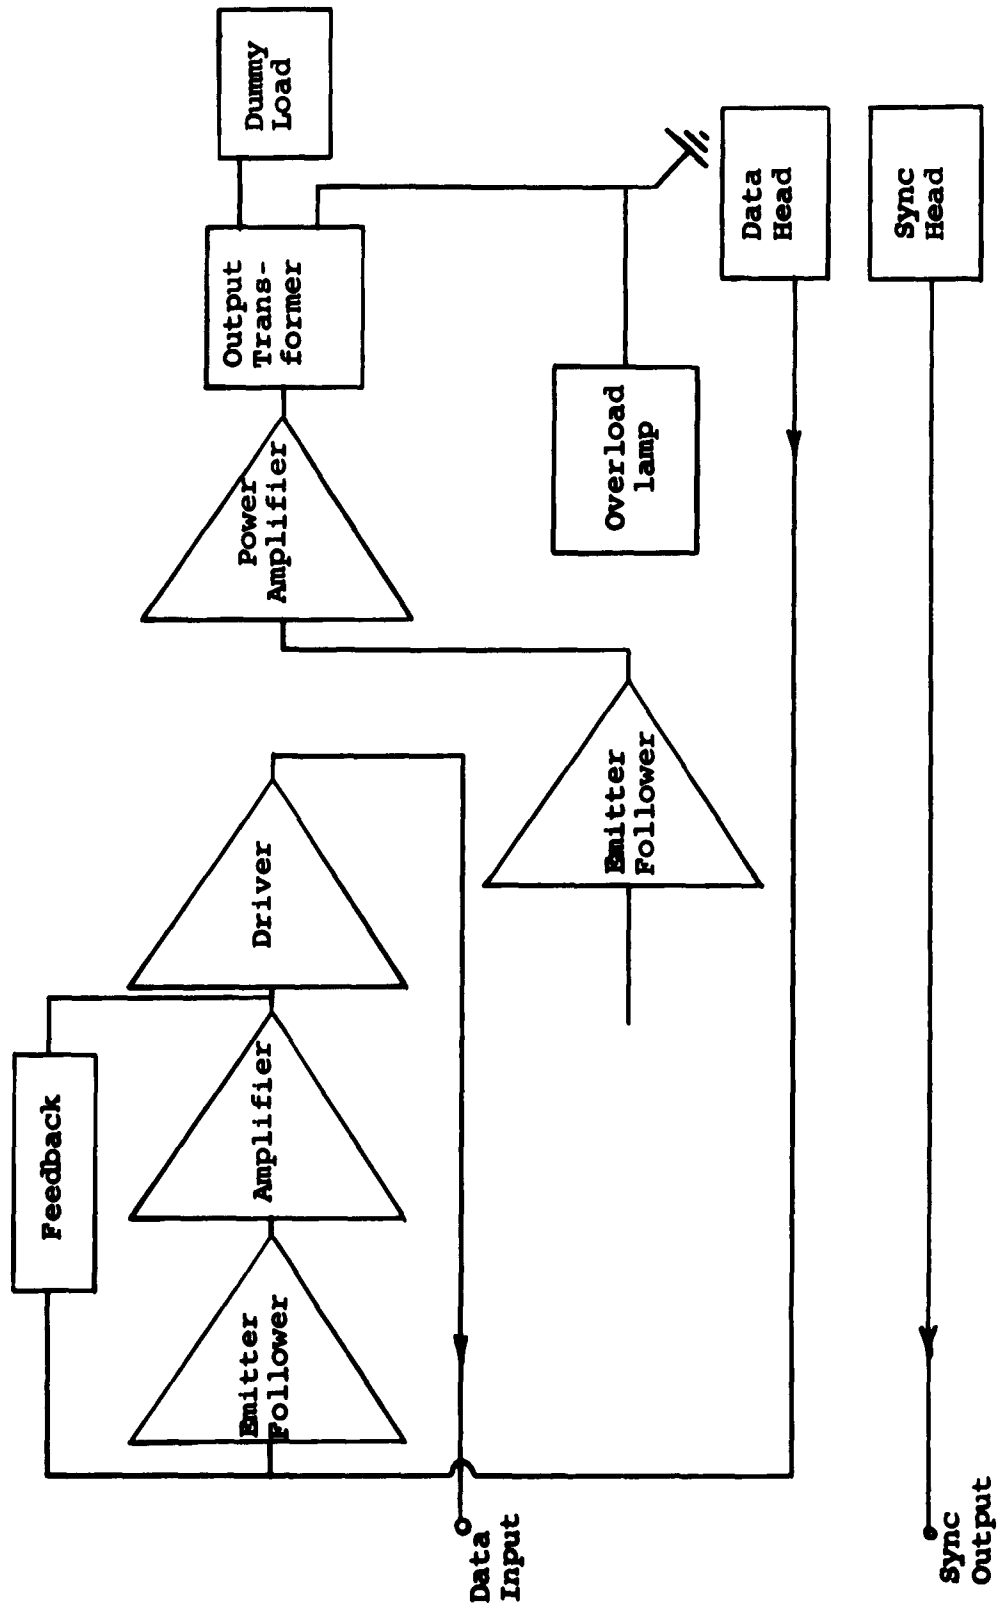 Feedback
Emitter
Follower
Amplifier
Driver
Power
Amplifier
Output
Trans-
former
Dummy
Load
Data
Input
Emitter
Follower
Overload
lamp
Data
Head
Sync
Head
Sync
Output